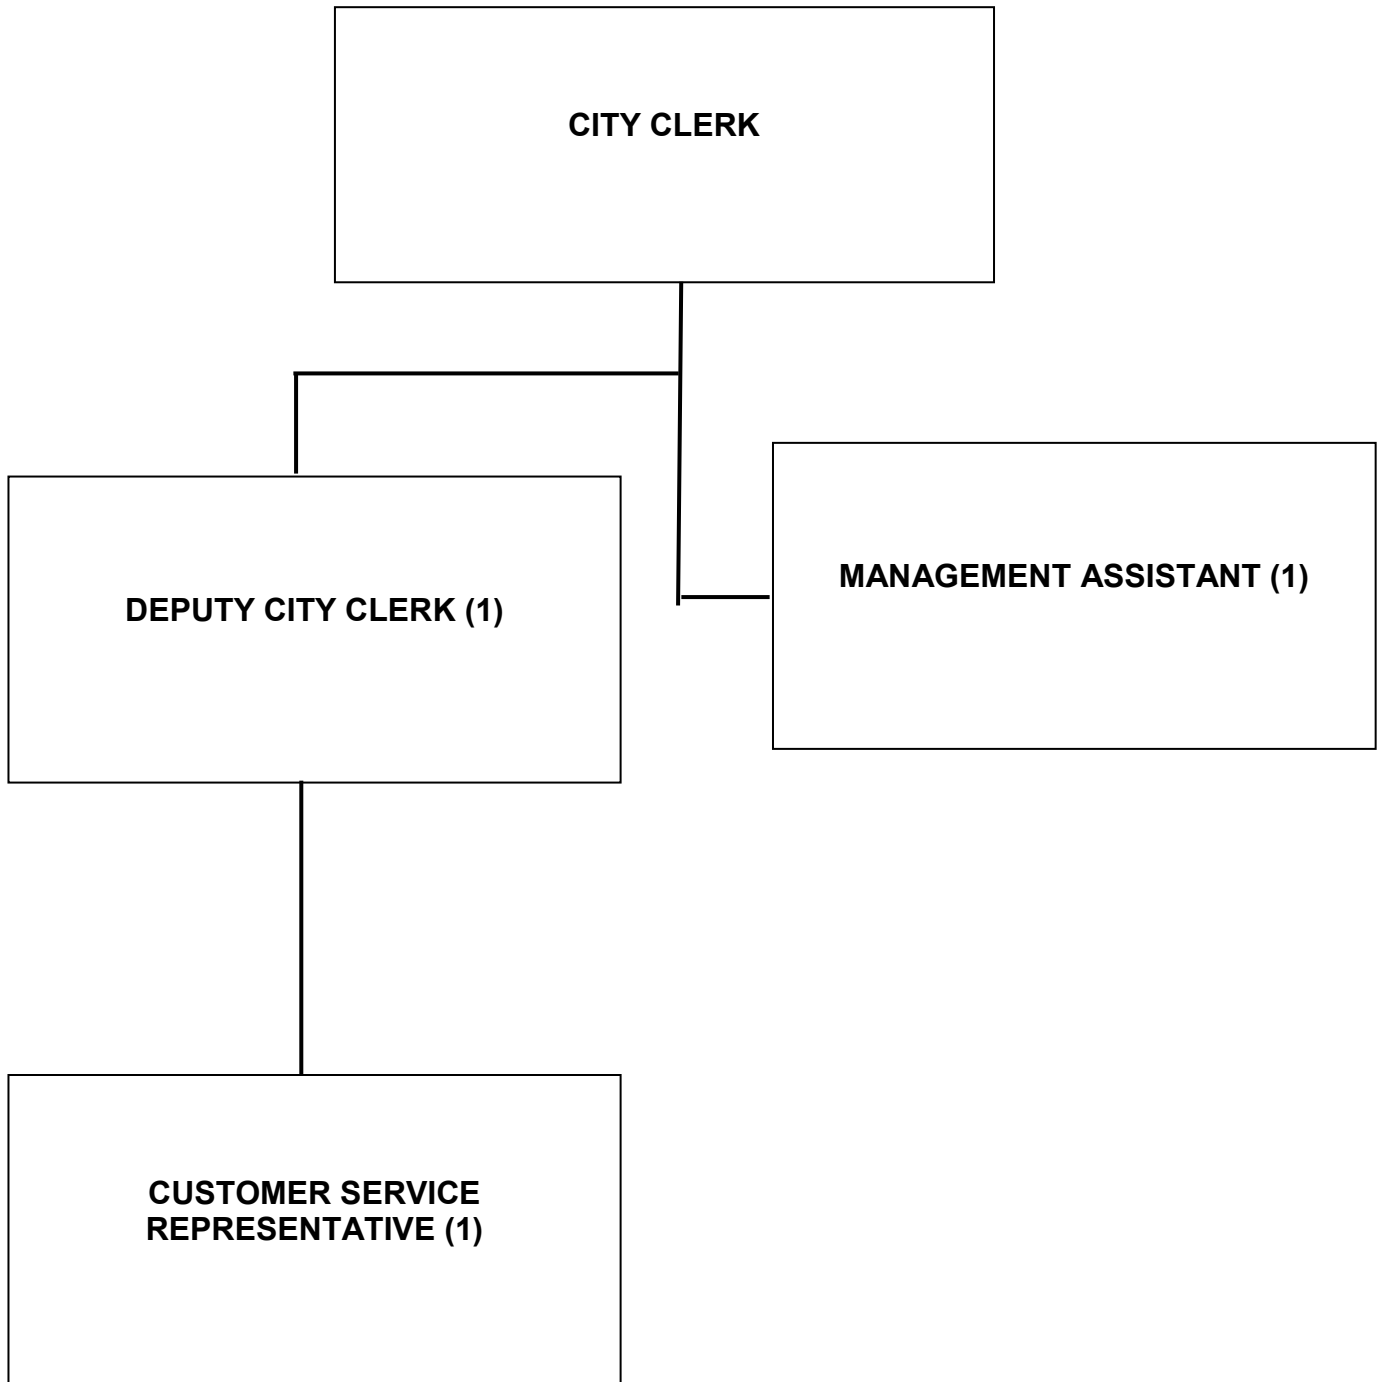 CITY CLERK
MANAGEMENT ASSISTANT (1)
DEPUTY CITY CLERK (1)
CUSTOMER SERVICE
REPRESENTATIVE (1)